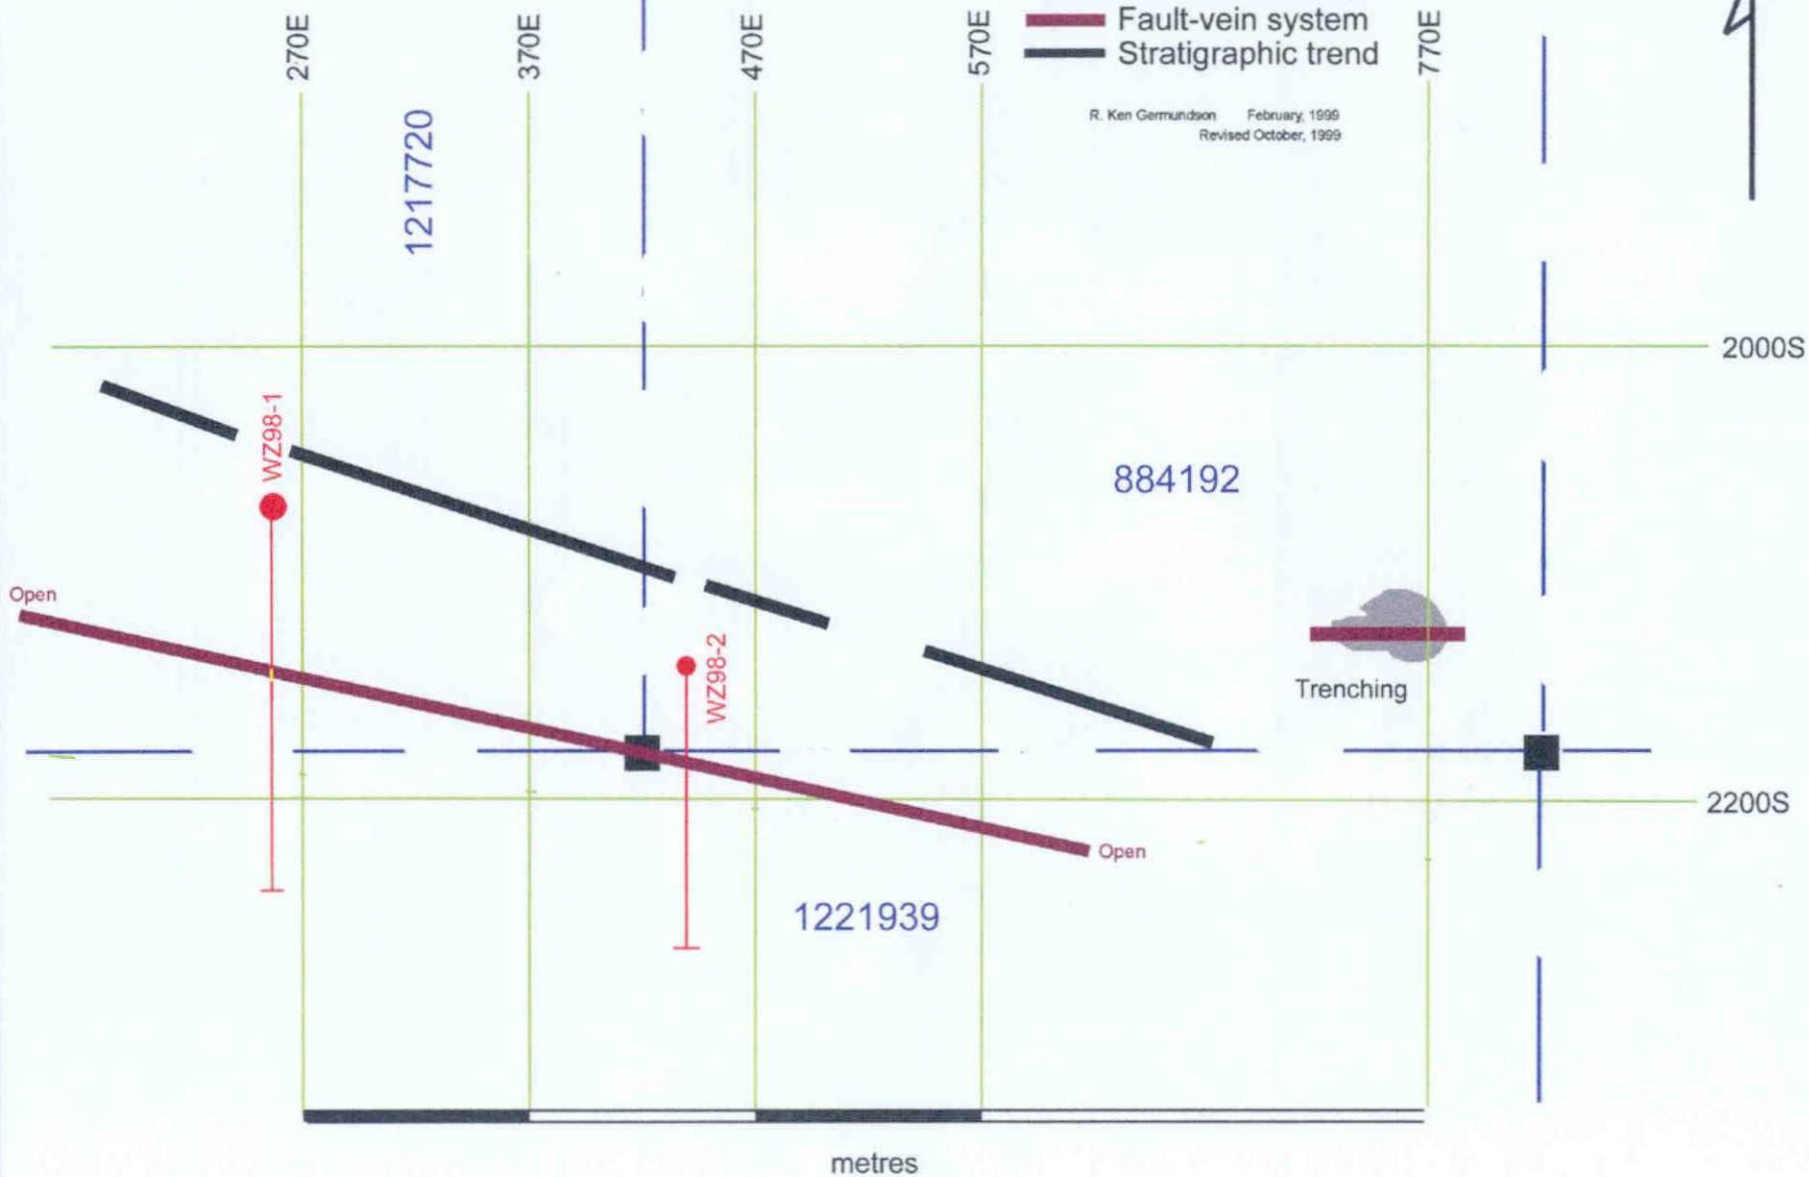 270E
370E
470E
570E
770E
Fault-vein system
Stratigraphic trend
R. Ken Germundson February, 1999
Revised October, 1999
1217720
2000S
WZ98-1
884192
Open
WZ98-2
Trenching
2200S
Open
1221939
metres